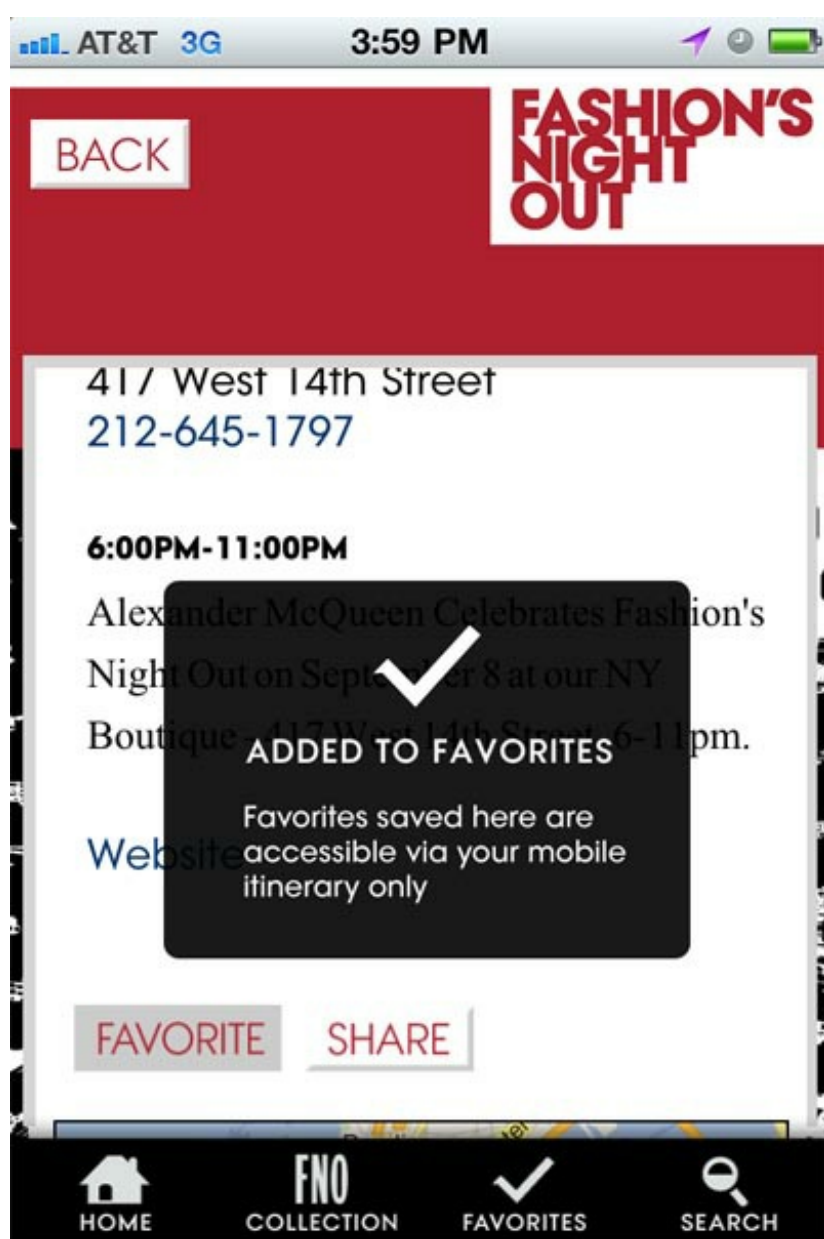 AT&T 3G 3:59 PM
BACK
FASHION'S
NIGHT
OUT
417 West 14th Street
212-645-1797
6:00PM-11:00PM
Alexander McQueen Celebrates Fashion's
Night Out on September 8 at our NY
Boutique - 417 West 14th Street, 6-11pm.
ADDED TO FAVORITES
Favorites saved here are
accessible via your mobile
itinerary only
Website
FAVORITE SHARE
HOME FNO COLLECTION FAVORITES SEARCH